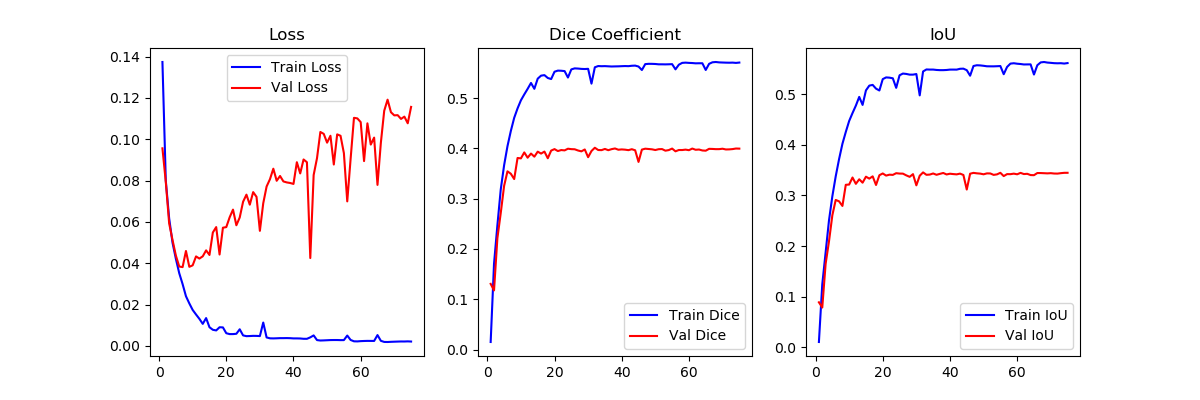 Loss
0.14
0.12
0.10
0.08
0.06
0.04
0.02
0.00
0 20 40 60
Train Loss
Val Loss
Dice Coefficient
0.5
0.4
0.3
0.2
0.1
0.0
0 20 40 60
Train Dice
Val Dice
IoU
0.5
0.4
0.3
0.2
0.1
0.0
0 20 40 60
Train IoU
Val IoU